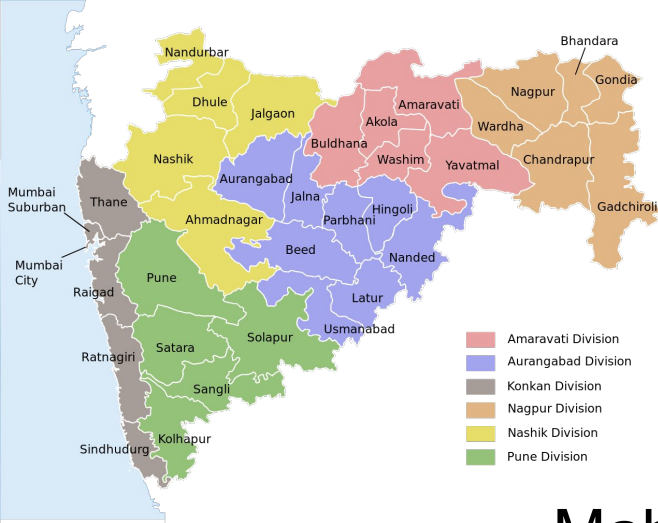 Nandurbar
Bhandara
Gondia
Nagpur
Dhule
Jalgaon
Amaravati
Akola
Wardha
Buldhana
Nashik
Washim
Yavatmal
Chandrapur
Aurangabad
Jalna
Thane
Mumbai
Suburban
Ahmadnagar
Parbhani
Hingoli
Gadchiroli
Beed
Nanded
Mumbai
City
Pune
Raigad
Latur
Usmanabad
Solapur
Satara
Ratnagiri
Sangli
Kolhapur
Sindhudurg
Amaravati Division
Aurangabad Division
Konkan Division
Nagpur Division
Nashik Division
Pune Division